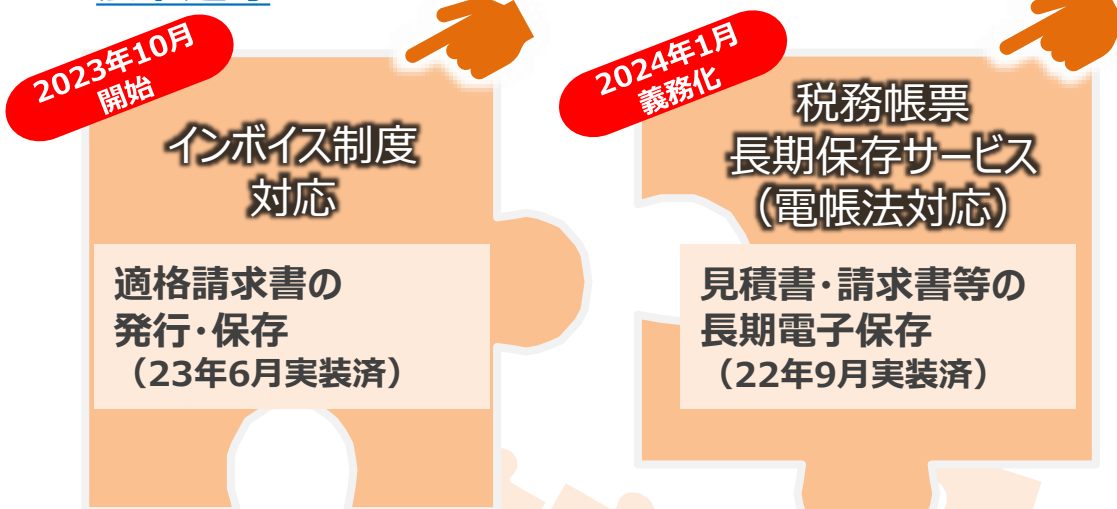 2023年10月
開始
インボイス制度
対応
適格請求書の
発行・保存
（23年6月実装済）
2024年1月
義務化
税務帳票
長期保存サービス
（電帳法対応）
見積書・請求書等の
長期電子保存
（22年9月実装済）